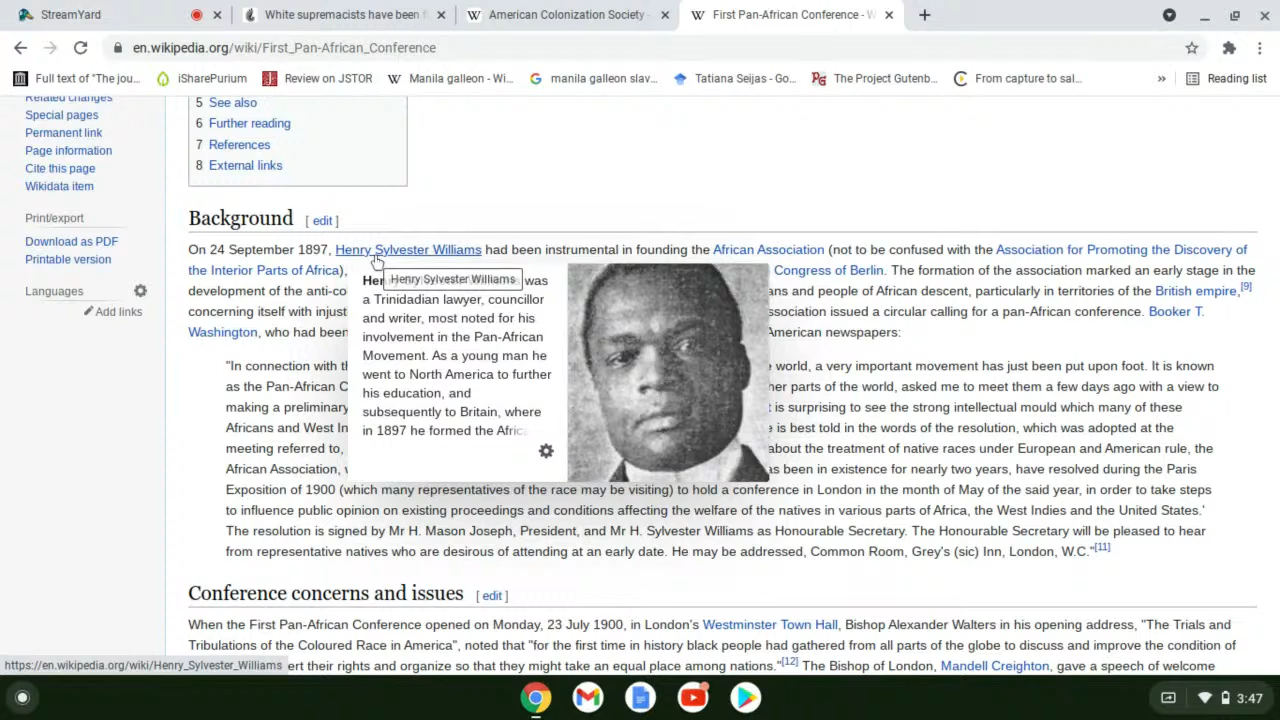 StreamYard
White supremacists have been f
American Colonization Society -
First Pan-African Conference - W
en.wikipedia.org/wiki/First_Pan-African_Conference
Full text of "The jou...
iSharePurium
Review on JSTOR
Manila galleon - Wi...
manila galleon slav...
Tatiana Seijas - Go...
The Project Gutenb...
From capture to sal...
»
Reading list
Related changes
Special pages
Permanent link
Page information
Cite this page
Wikidata item
Print/export
Download as PDF
Printable version
Languages
Add links
5 See also
6 Further reading
7 References
8 External links
Background [ edit ]
On 24 September 1897, Henry Sylvester Williams had been instrumental in founding the African Association (not to be confused with the Association for Promoting the Discovery of
the Interior Parts of Africa), Congress of Berlin. The formation of the association marked an early stage in the
development of the anti-co ans and people of African descent, particularly in territories of the British empire,[9]
concerning itself with injust ssociation issued a circular calling for a pan-African conference. Booker T.
Washington, who had been American newspapers:
Henry Sylvester Williams
Hen was
a Trinidadian lawyer, councillor
and writer, most noted for his
involvement in the Pan-African
Movement. As a young man he
went to North America to further
his education, and
subsequently to Britain, where
in 1897 he formed the Africa
"In connection with th e world, a very important movement has just been put upon foot. It is known
as the Pan-African C her parts of the world, asked me to meet them a few days ago with a view to
making a preliminary t is surprising to see the strong intellectual mould which many of these
Africans and West In e is best told in the words of the resolution, which was adopted at the
meeting referred to, about the treatment of native races under European and American rule, the
African Association, w as been in existence for nearly two years, have resolved during the Paris
Exposition of 1900 (which many representatives of the race may be visiting) to hold a conference in London in the month of May of the said year, in order to take steps
to influence public opinion on existing proceedings and conditions affecting the welfare of the natives in various parts of Africa, the West Indies and the United States.'
The resolution is signed by Mr H. Mason Joseph, President, and Mr H. Sylvester Williams as Honourable Secretary. The Honourable Secretary will be pleased to hear
from representative natives who are desirous of attending at an early date. He may be addressed, Common Room, Grey's (sic) Inn, London, W.C."[11]
Conference concerns and issues [ edit ]
When the First Pan-African Conference opened on Monday, 23 July 1900, in London's Westminster Town Hall, Bishop Alexander Walters in his opening address, "The Trials and
Tribulations of the Coloured Race in America", noted that "for the first time in history black people had gathered from all parts of the globe to discuss and improve the condition of
ert their rights and organize so that they might take an equal place among nations."[12] The Bishop of London, Mandell Creighton, gave a speech of welcome
https://en.wikipedia.org/wiki/Henry_Sylvester_Williams
3:47